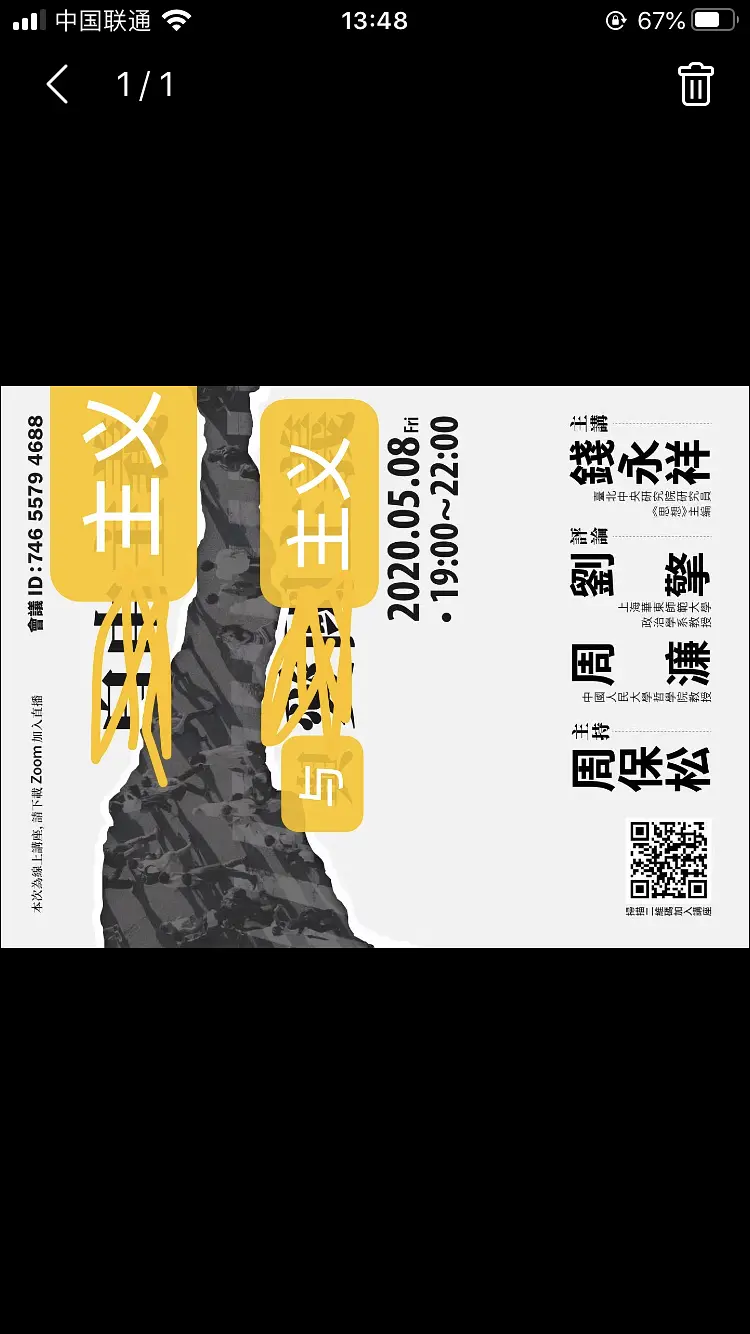 中国联通
13:48
67%
1/1
主义
与
主义
2020.05.08 Fri
•19:00~22:00
主講
錢永祥
臺北中央研究院研究員
《思想》主編
評論
劉擎
上海華東師範大學
政治學系教授
周濂
中國人民大學哲學院教授
主持
周保松
掃描二維碼加入講座
本次為線上講座, 請下載 Zoom 加入直播
會議 ID:746 5579 4688